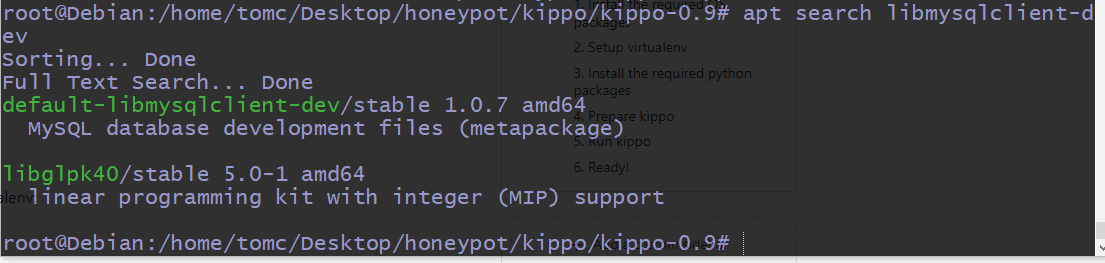 root@Debian:/home/tomc/Desktop/honeypot/kippo/kippo-0.9# apt search libmysqlclient-d
ev
Sorting... Done
Full Text Search... Done
default-libmysqlclient-dev/stable 1.0.7 amd64
MySQL database development files (metapackage)
libglpk40/stable 5.0-1 amd64
linear programming kit with integer (MIP) support
root@Debian:/home/tomc/Desktop/honeypot/kippo/kippo-0.9#
1. Install the required
packages
2. Setup virtualenv
3. Install the required python
packages
4. Prepare kippo
5. Run kippo
6. Ready!